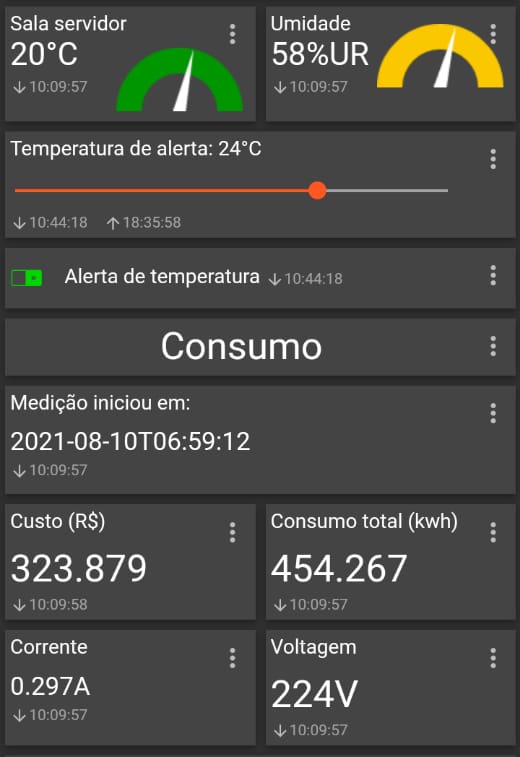 Sala servidor
20°C
↓10:09:57
Umidade
58%UR
↓10:09:57
Temperatura de alerta: 24°C
↓10:44:18 ↑18:35:58
Alerta de temperatura ↓10:44:18
Consumo
Medição iniciou em:
2021-08-10T06:59:12
↓10:09:57
Custo (R$)
323.879
↓10:09:58
Consumo total (kwh)
454.267
↓10:09:57
Corrente
0.297A
↓10:09:57
Voltagem
224V
↓10:09:57